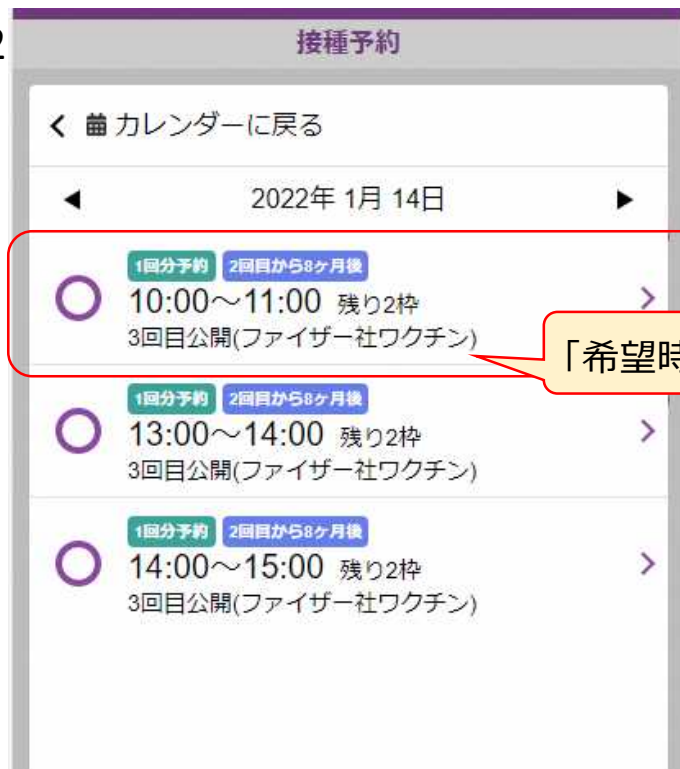 2
接種予約
カレンダーに戻る
2022年 1月 14日
1回分予約 2回目から8ヶ月後
10:00～11:00 残り2枠
3回目公開(ファイザー社ワクチン)
「希望時
1回分予約 2回目から8ヶ月後
13:00～14:00 残り2枠
3回目公開(ファイザー社ワクチン)
1回分予約 2回目から8ヶ月後
14:00～15:00 残り2枠
3回目公開(ファイザー社ワクチン)